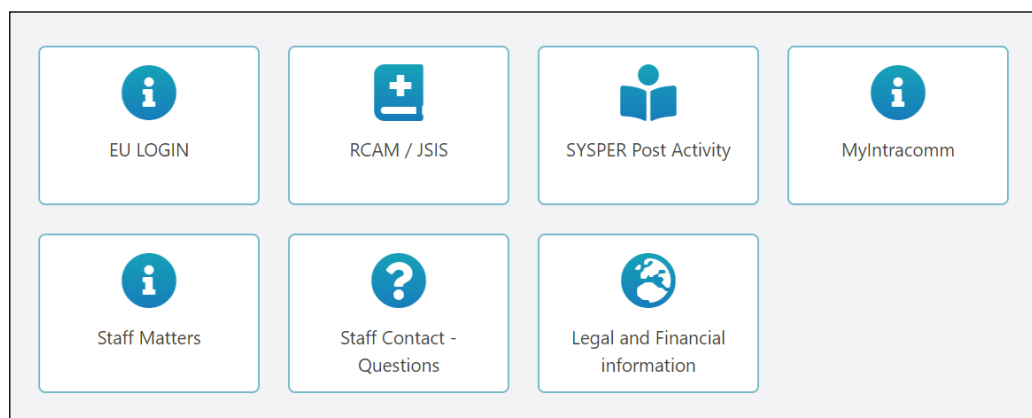 EU LOGIN
RCAM / JSIS
SYSPER Post Activity
MyIntracomm
Staff Matters
Staff Contact -
Questions
Legal and Financial
information